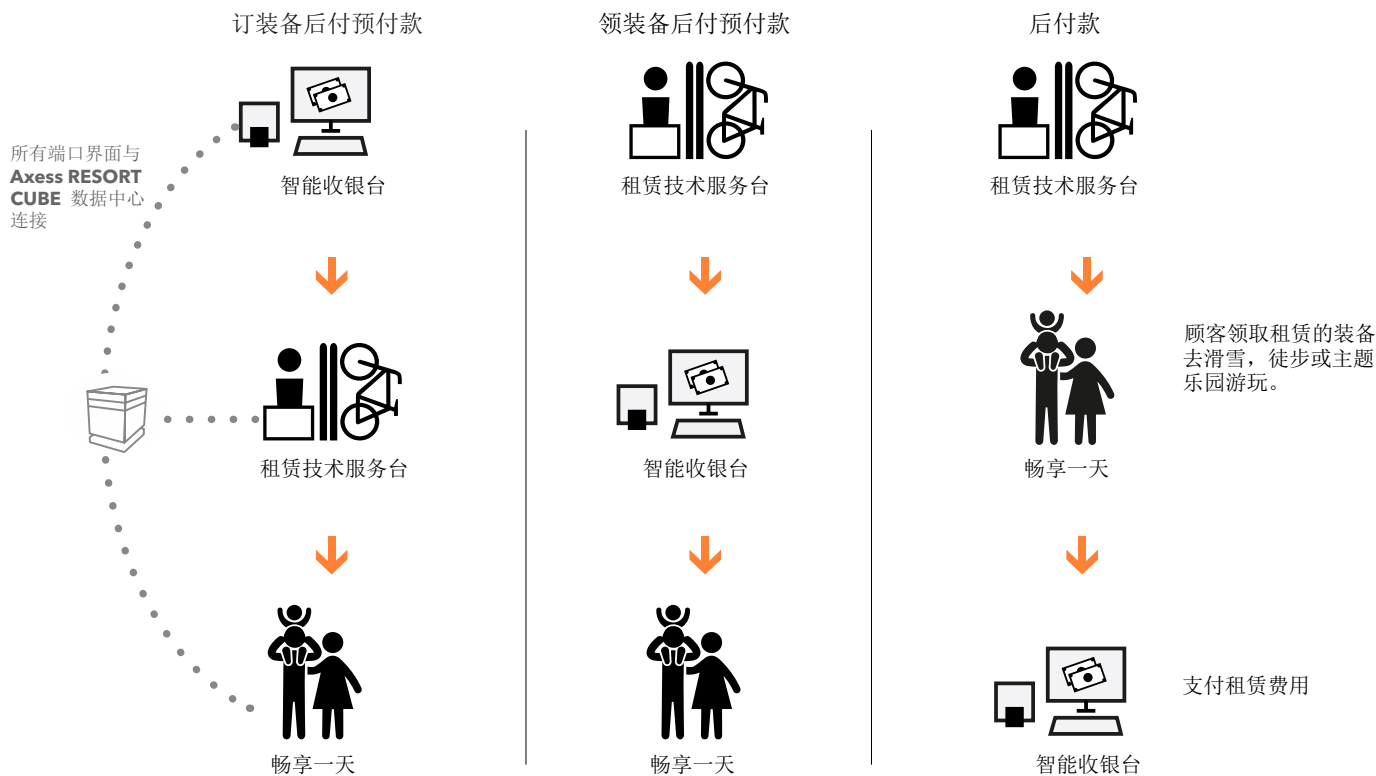 订装备后付预付款
领装备后付预付款
后付款
所有端口界面与
Axess RESORT
CUBE 数据中心
连接
智能收银台
租赁技术服务台
租赁技术服务台
顾客领取租赁的装备
去滑雪，徒步或主题
乐园游玩。
租赁技术服务台
智能收银台
畅享一天
支付租赁费用
畅享一天
畅享一天
智能收银台